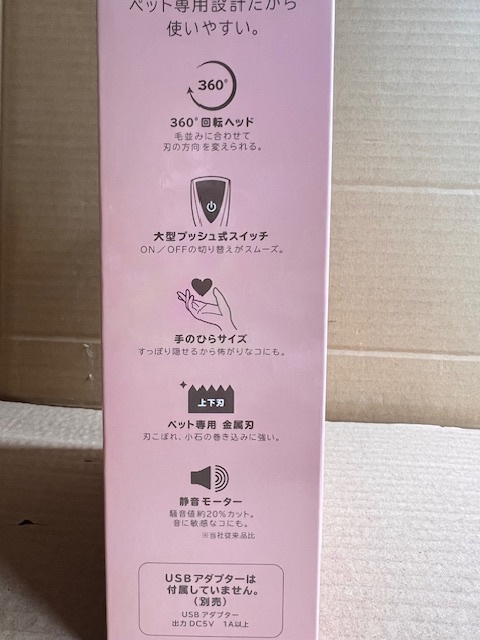 ペット専用設計だから
使いやすい。
360°
360°回転ヘッド
毛並みに合わせて
刃の方向を変えられる。
大型プッシュ式スイッチ
ON／OFFの切り替えがスムーズ。
手のひらサイズ
すっぽり隠せるから怖がりなコにも。
上下刃
ペット専用 金属刃
刃こぼれ、小石の巻き込みに強い。
静音モーター
騒音値約20%カット。
音に敏感なコにも。
※当社従来品比
USBアダプターは
付属していません。
（別売）
USB アダプター
出力 DC5V 1A以上